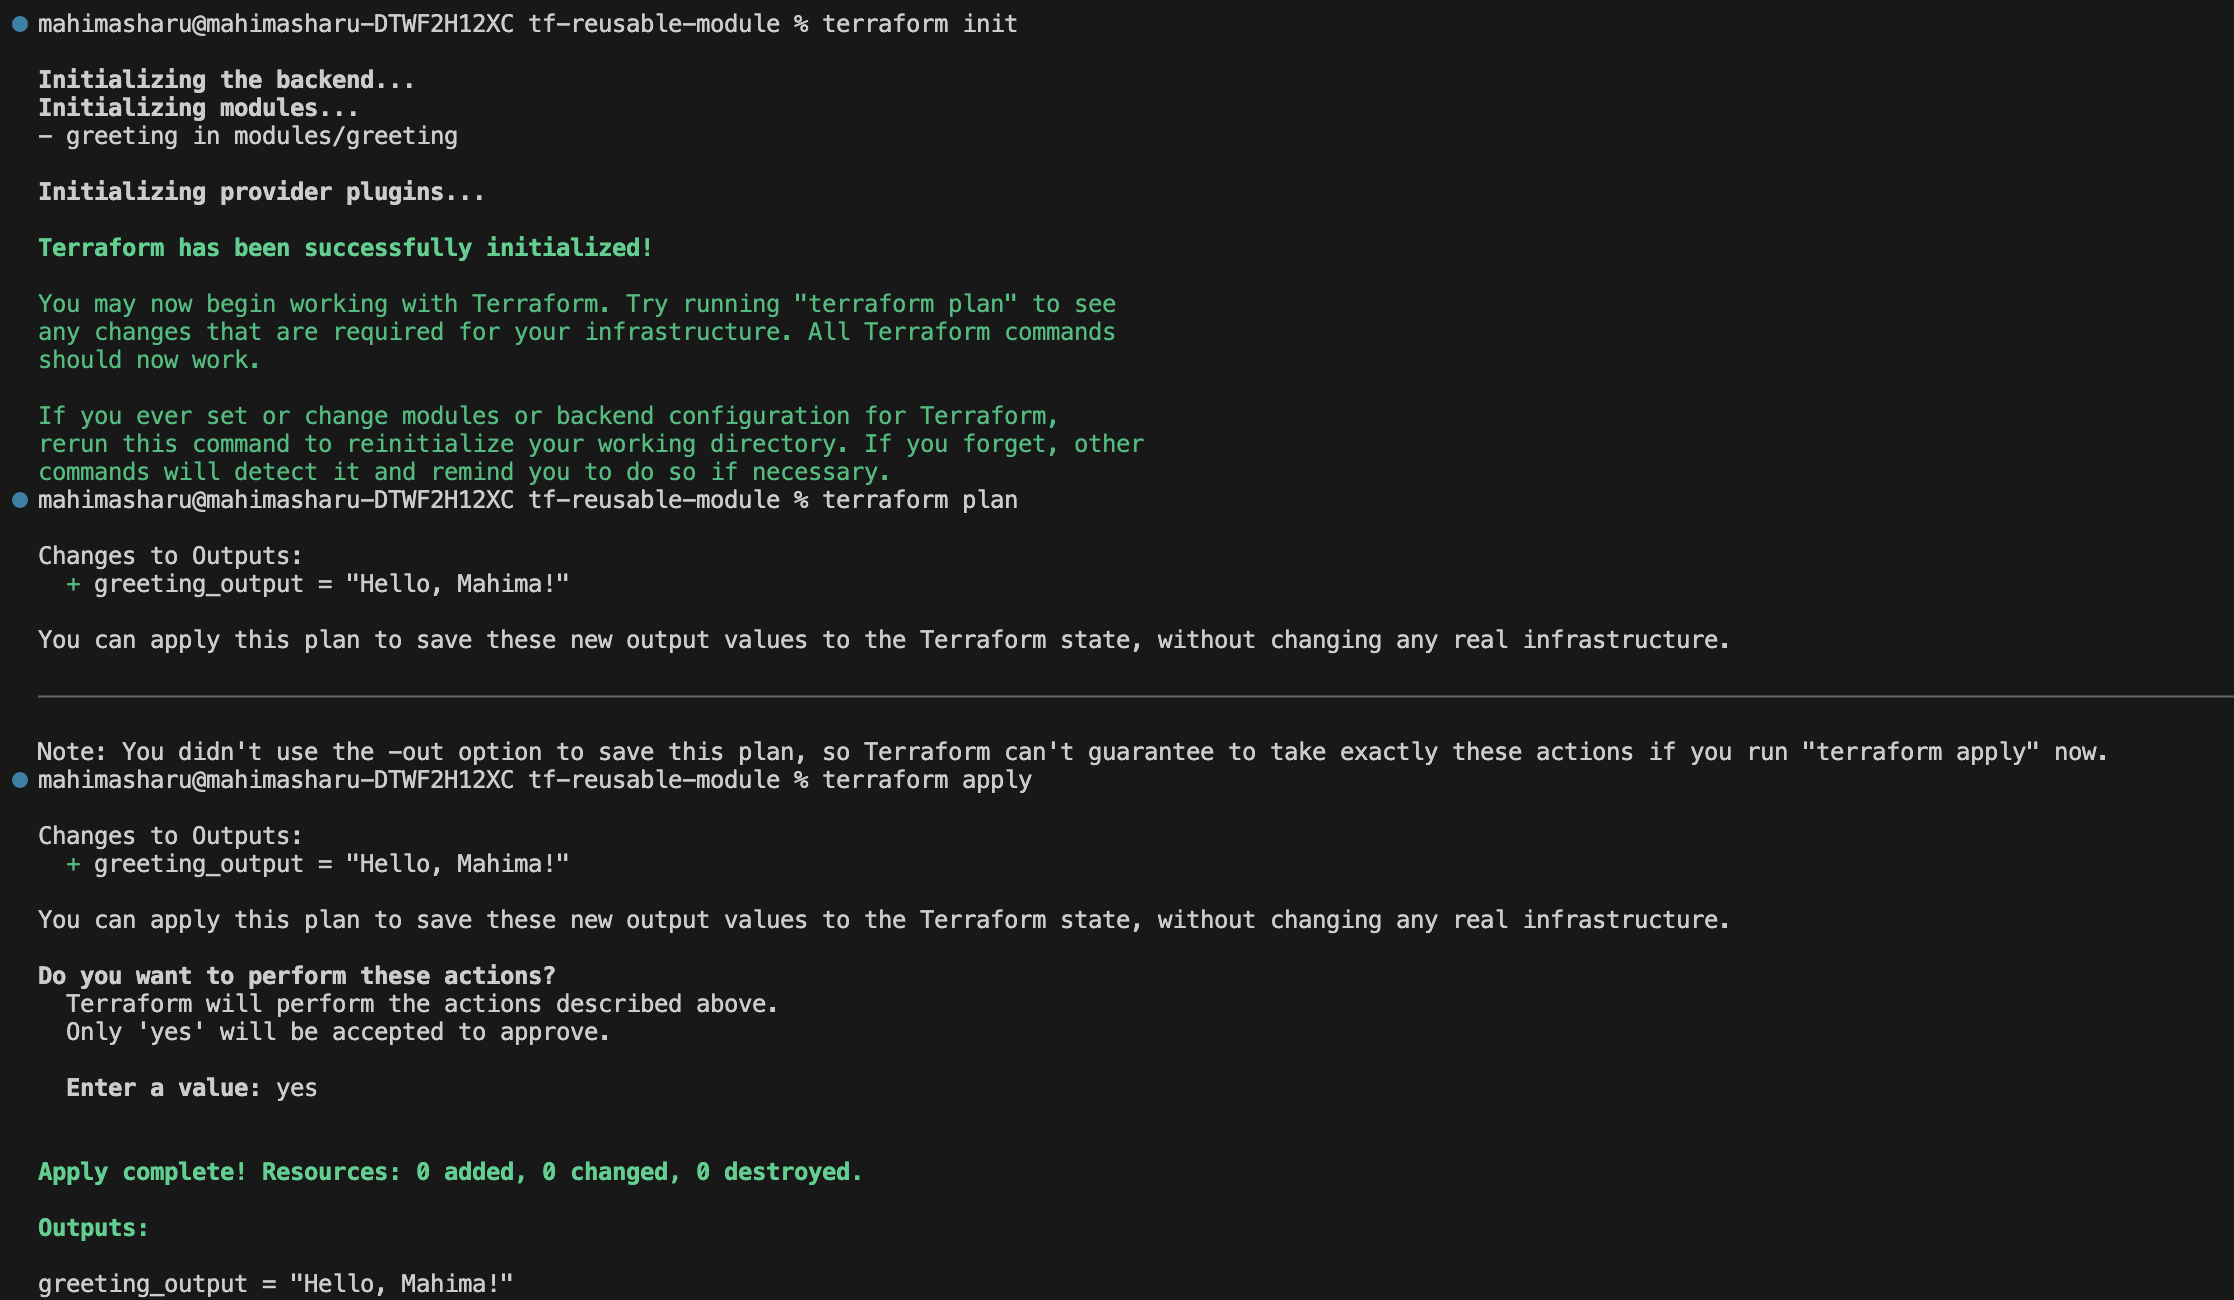 mahimasharu@mahimasharu-DTWF2H12XC tf-reusable-module % terraform init
Initializing the backend...
Initializing modules...
- greeting in modules/greeting
Initializing provider plugins...
Terraform has been successfully initialized!
You may now begin working with Terraform. Try running "terraform plan" to see
any changes that are required for your infrastructure. All Terraform commands
should now work.
If you ever set or change modules or backend configuration for Terraform,
rerun this command to reinitialize your working directory. If you forget, other
commands will detect it and remind you to do so if necessary.
mahimasharu@mahimasharu-DTWF2H12XC tf-reusable-module % terraform plan
Changes to Outputs:
  + greeting_output = "Hello, Mahima!"
You can apply this plan to save these new output values to the Terraform state, without changing any real infrastructure.
Note: You didn't use the -out option to save this plan, so Terraform can't guarantee to take exactly these actions if you run "terraform apply" now.
mahimasharu@mahimasharu-DTWF2H12XC tf-reusable-module % terraform apply
Changes to Outputs:
  + greeting_output = "Hello, Mahima!"
You can apply this plan to save these new output values to the Terraform state, without changing any real infrastructure.
Do you want to perform these actions?
  Terraform will perform the actions described above.
  Only 'yes' will be accepted to approve.
  Enter a value: yes
Apply complete! Resources: 0 added, 0 changed, 0 destroyed.
Outputs:
greeting_output = "Hello, Mahima!"